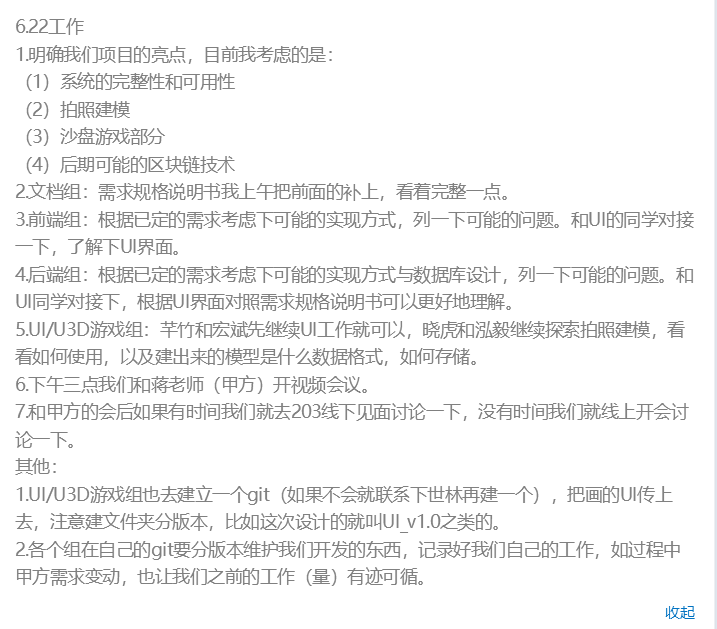 6.22工作
1.明确我们项目的亮点，目前我考虑的是：
（1）系统的完整性和可用性
（2）拍照建模
（3）沙盘游戏部分
（4）后期可能的区块链技术
2.文档组：需求规格说明书我上午把前面的补上，看着完整一点。
3.前端组：根据已定的需求考虑下可能的实现方式，列一下可能的问题。和UI的同学对接
一下，了解下UI界面。
4.后端组：根据已定的需求考虑下可能的实现方式与数据库设计，列一下可能的问题。和
UI同学对接下，根据UI界面对照需求规格说明书可以更好地理解。
5.UI/U3D游戏组：芊竹和宏斌先继续UI工作就可以，晓虎和泓毅继续探索拍照建模，看
看如何使用，以及建出来的模型是什么数据格式，如何存储。
6.下午三点我们和蒋老师（甲方）开视频会议。
7.和甲方的会后如果有时间我们就去203线下见面讨论一下，没有时间我们就线上开会讨
论一下。
其他：
1.UI/U3D游戏组也去建立一个git（如果不会就联系下世林再建一个），把画的UI传上
去，注意建文件夹分版本，比如这次设计的就叫UI_v1.0之类的。
2.各个组在自己的git要分版本维护我们开发的东西，记录好我们自己的工作，如过程中
甲方需求变动，也让我们之前的工作（量）有迹可循。
收起